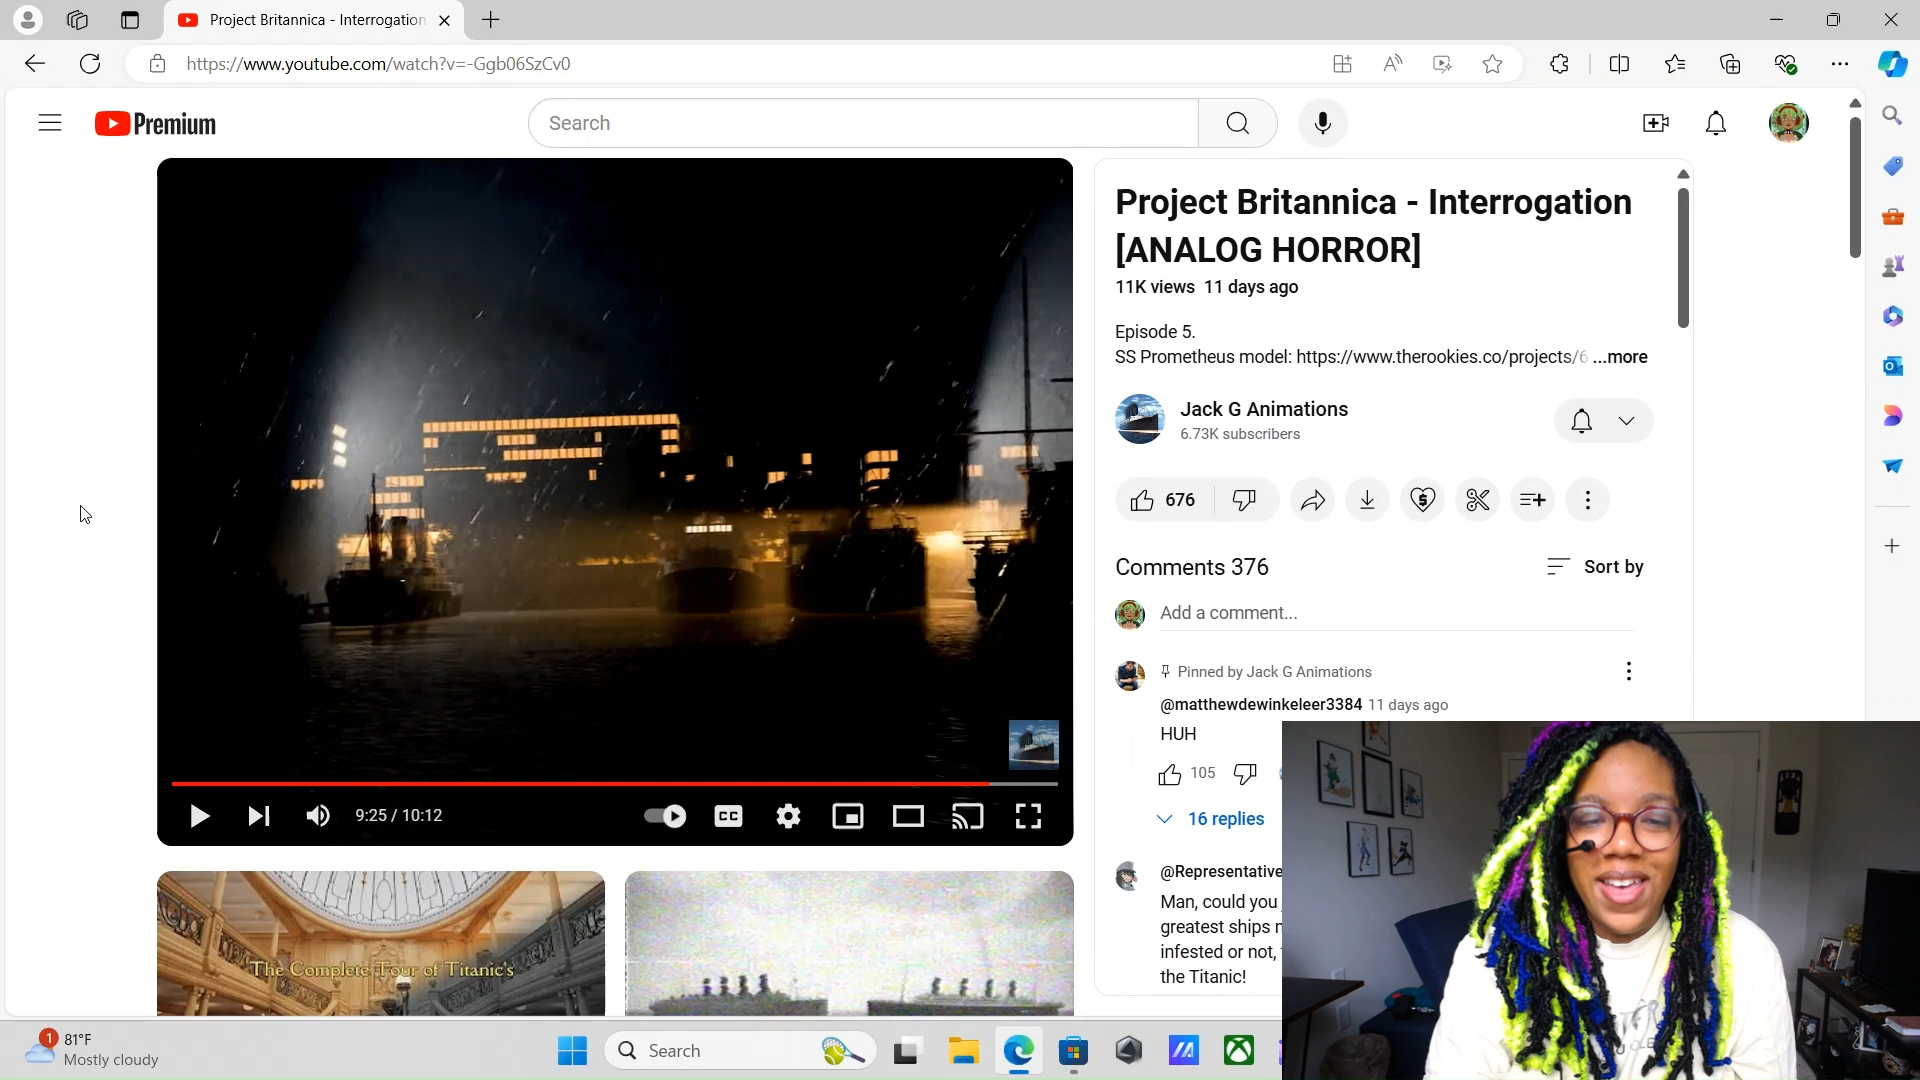 Project Britannica - Interrogation
https://www.youtube.com/watch?v=-Ggb06SzCv0
Premium
Search
Project Britannica - Interrogation
[ANALOG HORROR]
11K views 11 days ago
Episode 5.
SS Prometheus model: https://www.therookies.co/projects/6 ...more
Jack G Animations
6.73K subscribers
676
Comments 376
Sort by
Add a comment...
Pinned by Jack G Animations
@matthewdewinkeleer3384 11 days ago
HUH
105
16 replies
@Representative
Man, could you
greatest ships
infested or not,
the Titanic!
9:25 / 10:12
CC
The Complete Tour of Titanic's
1
81°F
Mostly cloudy
Search